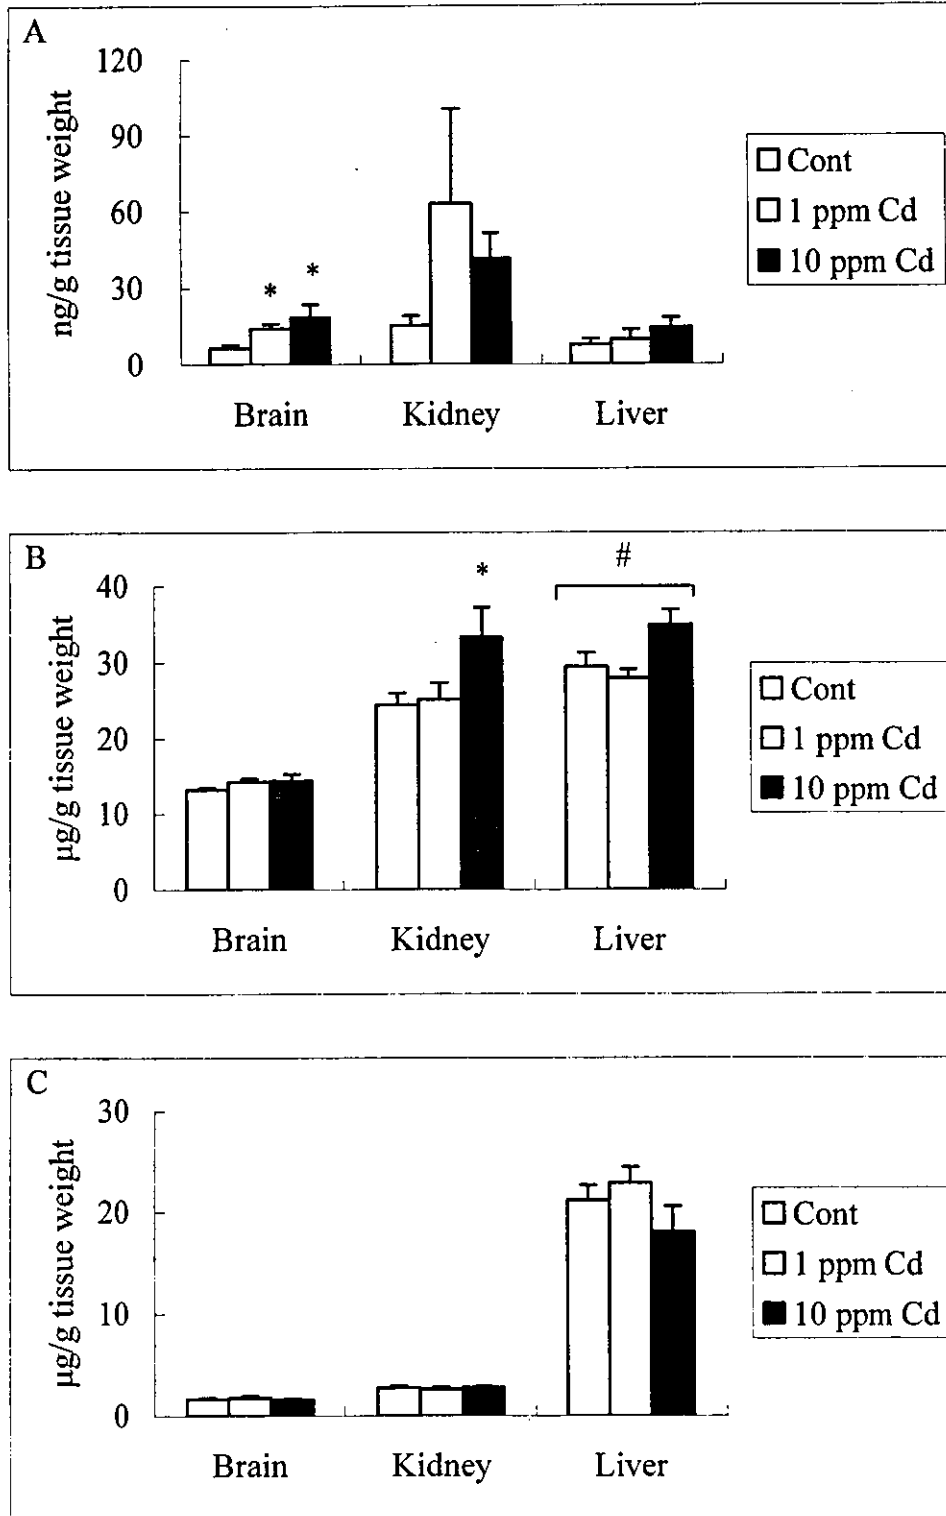 A
120
90
60
30
0
ng/g tissue weight
* *
Brain Kidney Liver
Cont
1 ppm Cd
10 ppm Cd
B
40
30
20
10
0
µg/g tissue weight
* #
Brain Kidney Liver
Cont
1 ppm Cd
10 ppm Cd
C
30
20
10
0
µg/g tissue weight
Brain Kidney Liver
Cont
1 ppm Cd
10 ppm Cd